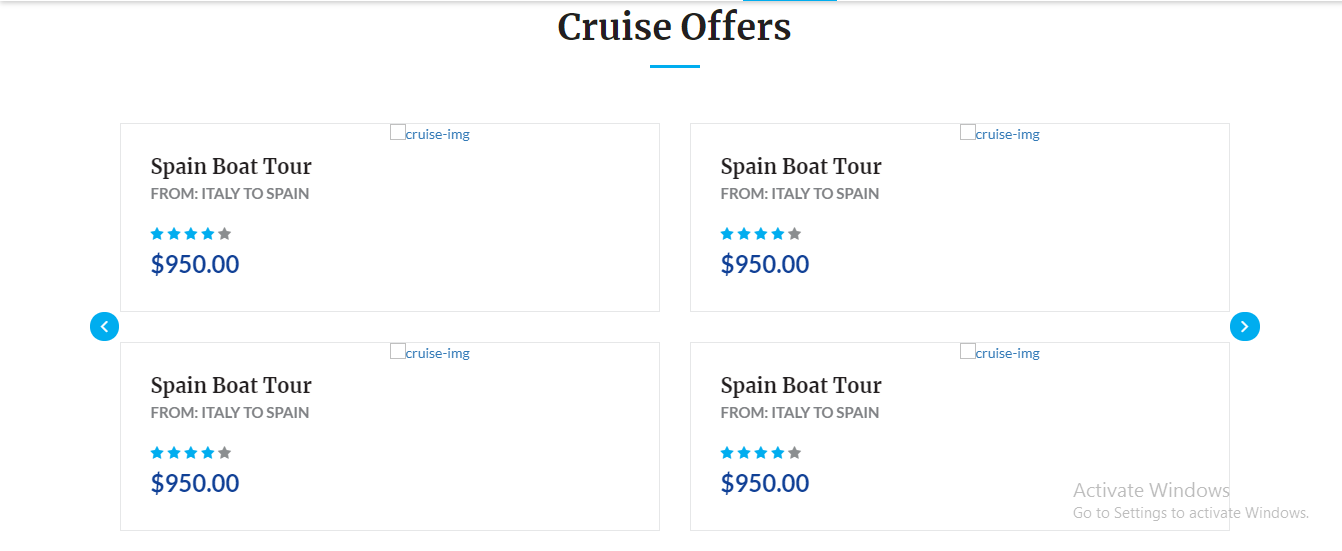 Cruise Offers
cruise-img
Spain Boat Tour
FROM: ITALY TO SPAIN
$950.00
cruise-img
Spain Boat Tour
FROM: ITALY TO SPAIN
$950.00
cruise-img
Spain Boat Tour
FROM: ITALY TO SPAIN
$950.00
cruise-img
Spain Boat Tour
FROM: ITALY TO SPAIN
$950.00
Activate Windows
Go to Settings to activate Windows.